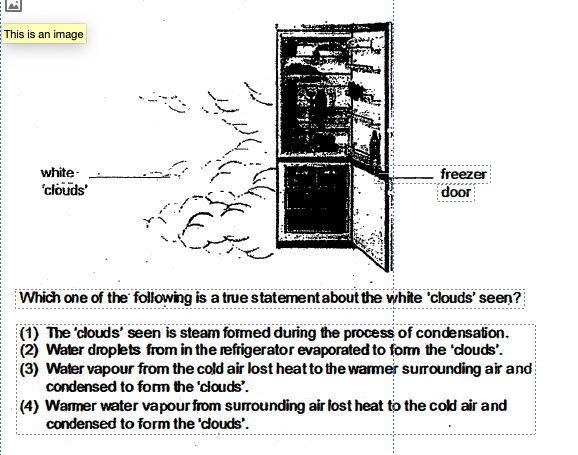 This is an image
white
'clouds'
freezer
door
Which one of the following is a true statement about the white 'clouds' seen?
(1) The 'clouds' seen is steam formed during the process of condensation.
(2) Water droplets from in the refrigerator evaporated to form the 'clouds'.
(3) Water vapour from the cold air lost heat to the warmer surrounding air and
condensed to form the 'clouds'.
(4) Warmer water vapour from surrounding air lost heat to the cold air and
condensed to form the 'clouds'.